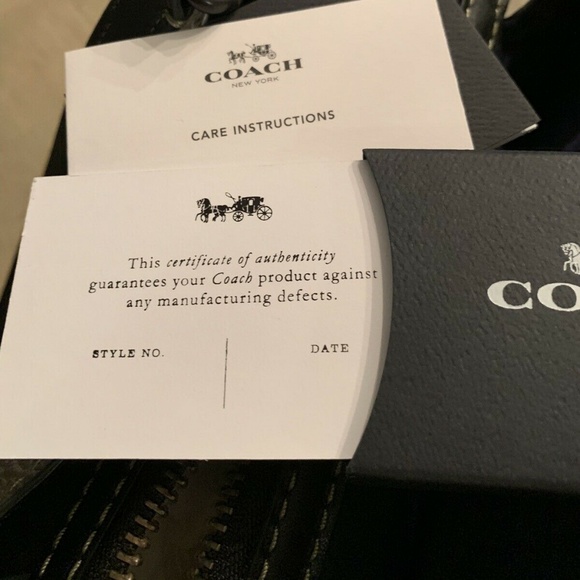 COACH
NEW YORK
CARE INSTRUCTIONS
This certificate of authenticity
guarantees your Coach product against
any manufacturing defects.
STYLE NO.
DATE
CO